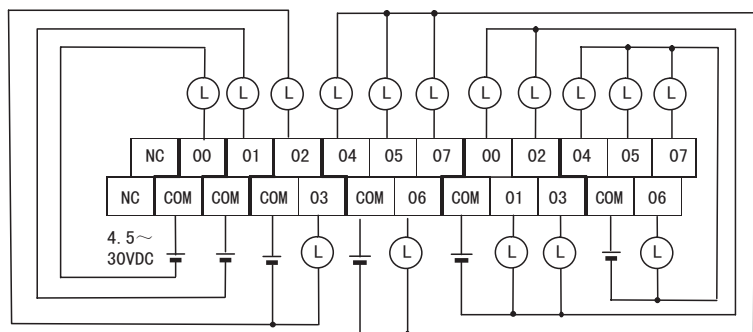 L L L L L L L L L L L
NC 00 01 02 04 05 07 00 02 04 05 07
NC COM COM COM 03 COM 06 COM 01 03 COM 06
4.5～
30VDC
L L L L L